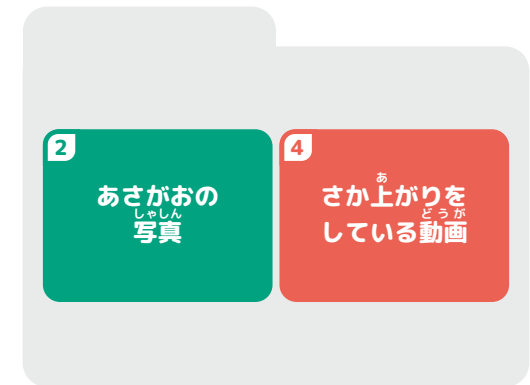 2
あさがおの
しゃしん
写真
4
あ
さか上がりを
どうが
している動画